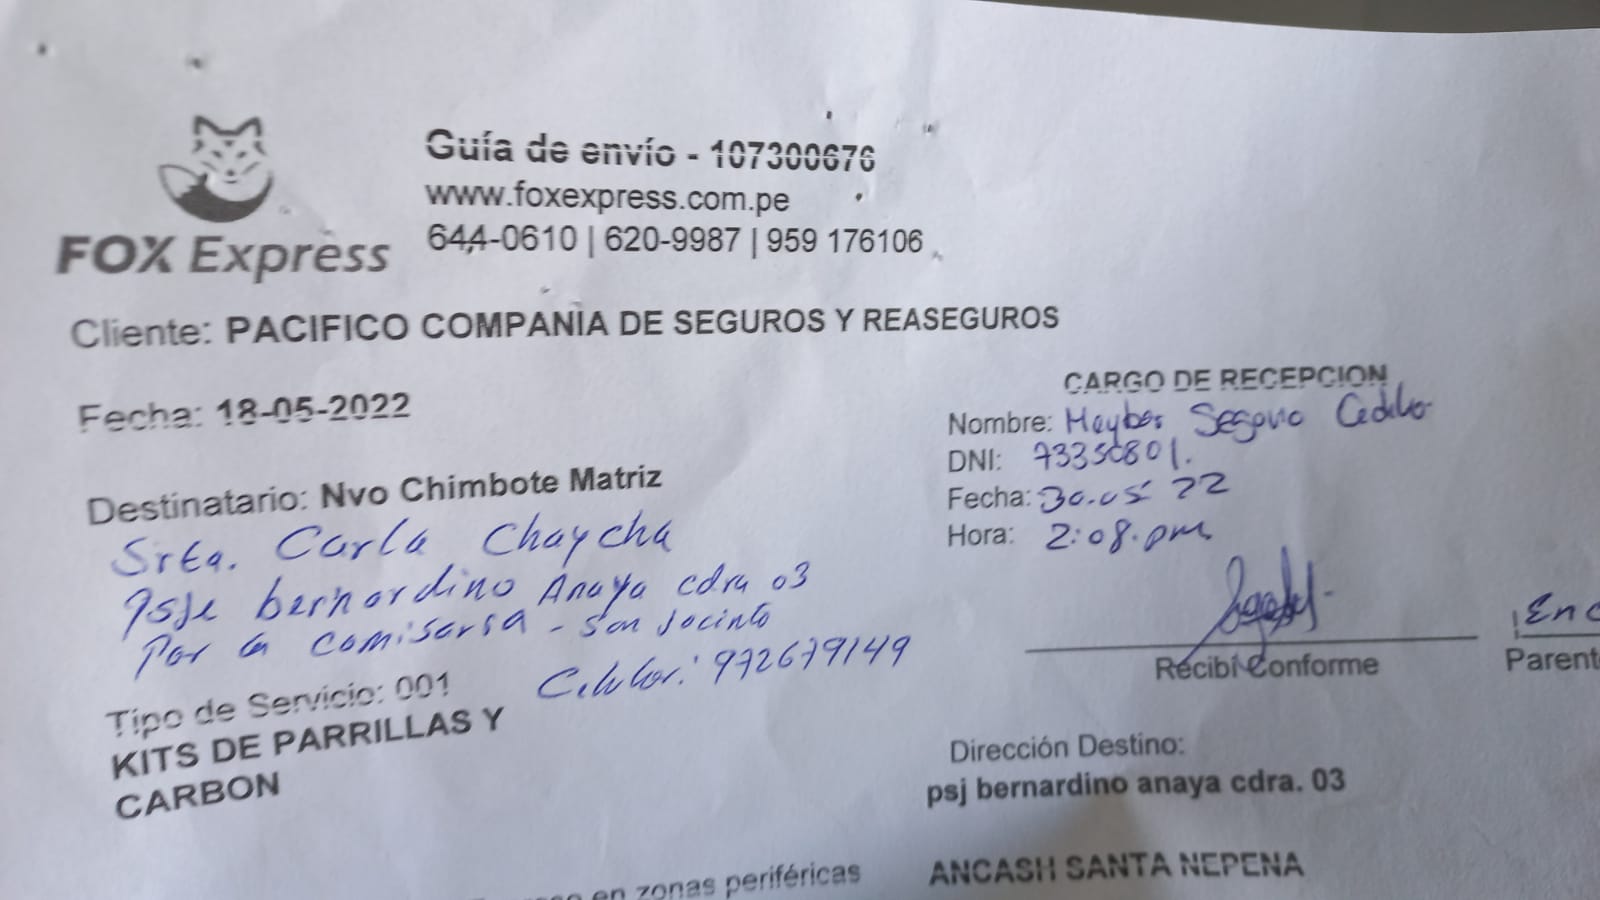 Guía de envío - 107300676
www.foxexpress.com.pe
644-0610 | 620-9987 | 959 176106
FOX Express
Cliente: PACIFICO COMPANIA DE SEGUROS Y REASEGUROS
Fecha: 18-05-2022
Destinatario: Nvo Chimbote Matriz
Srta. Carla Chaycha
Psje bernardino Anaya cdra 03
Por la comisaria - San Jacinto
Celular: 972679149
Tipo de Servicio: 001
KITS DE PARRILLAS Y
CARBON
CARGO DE RECEPCION
Nombre: Segovia
DNI: 73350801.
Fecha: 30.05 22
Hora: 2:08.pm
Recibí Conforme
Enc
Parent
Dirección Destino:
psj bernardino anaya cdra. 03
ANCASH SANTA NEPENA
en zonas periféricas